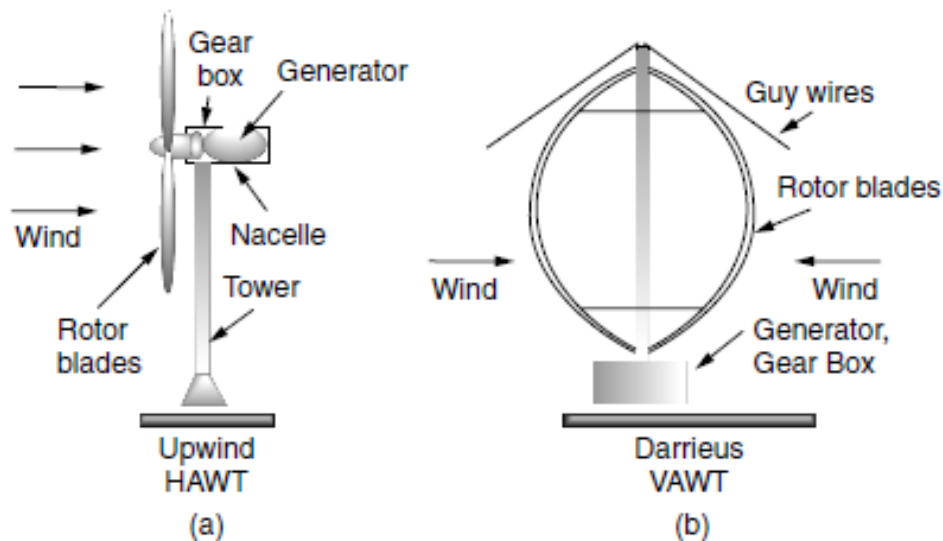 Gear
box
Generator
Wind
Nacelle
Tower
Rotor
blades
Upwind
HAWT
(a)
Guy wires
Rotor blades
Wind
Wind
Generator,
Gear Box
Darrieus
VAWT
(b)